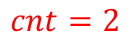 cnt = 2